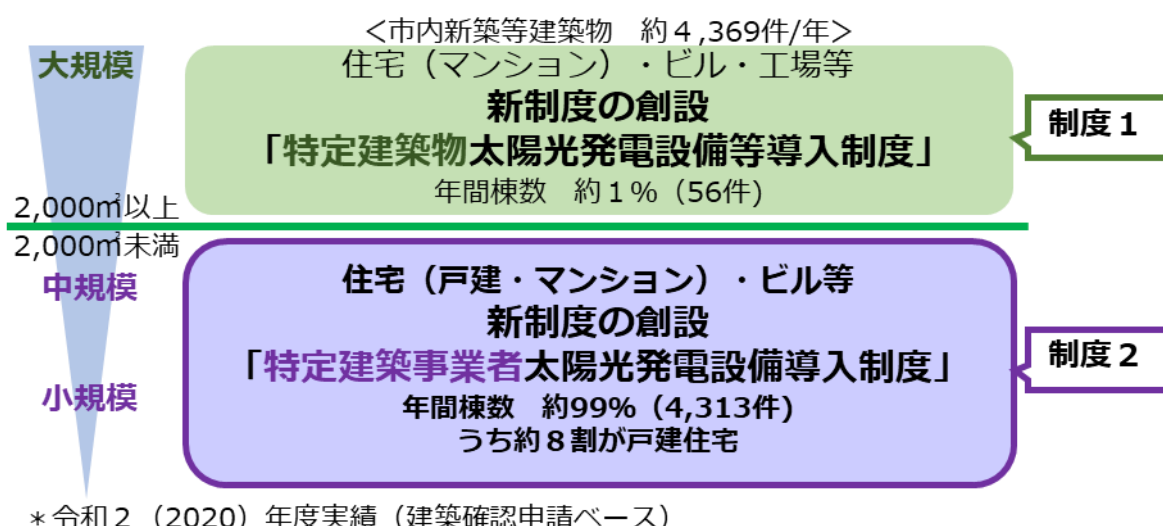 ＜市内新築等建築物　約４,369件/年＞
大規模
住宅（マンション）・ビル・工場等
新制度の創設
「特定建築物太陽光発電設備等導入制度」
年間棟数　約１％（56件）
制度１
2,000㎡以上
2,000㎡未満
中規模
住宅（戸建・マンション）・ビル等
新制度の創設
「特定建築事業者太陽光発電設備導入制度」
制度２
小規模
年間棟数　約99％（4,313件）
うち約８割が戸建住宅
＊令和２（2020）年度実績（建築確認申請ベース）